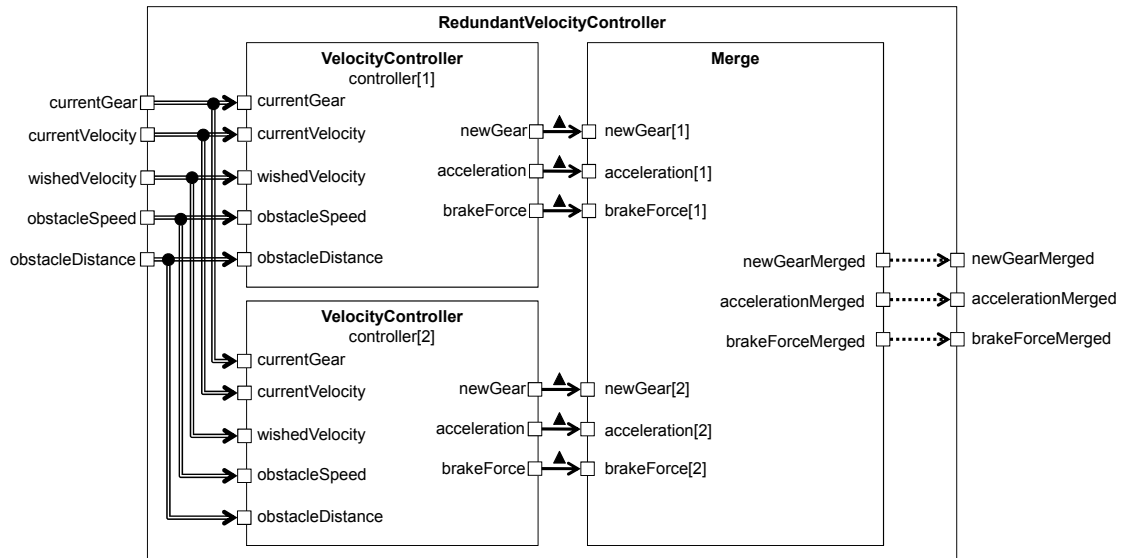 RedundantVelocityController
currentGear
currentVelocity
wishedVelocity
obstacleSpeed
obstacleDistance
VelocityController
controller[1]
currentGear
currentVelocity
wishedVelocity
obstacleSpeed
obstacleDistance
newGear
acceleration
brakeForce
VelocityController
controller[2]
currentGear
currentVelocity
wishedVelocity
obstacleSpeed
obstacleDistance
newGear
acceleration
brakeForce
Merge
newGear[1]
acceleration[1]
brakeForce[1]
newGear[2]
acceleration[2]
brakeForce[2]
newGearMerged
accelerationMerged
brakeForceMerged
newGearMerged
accelerationMerged
brakeForceMerged